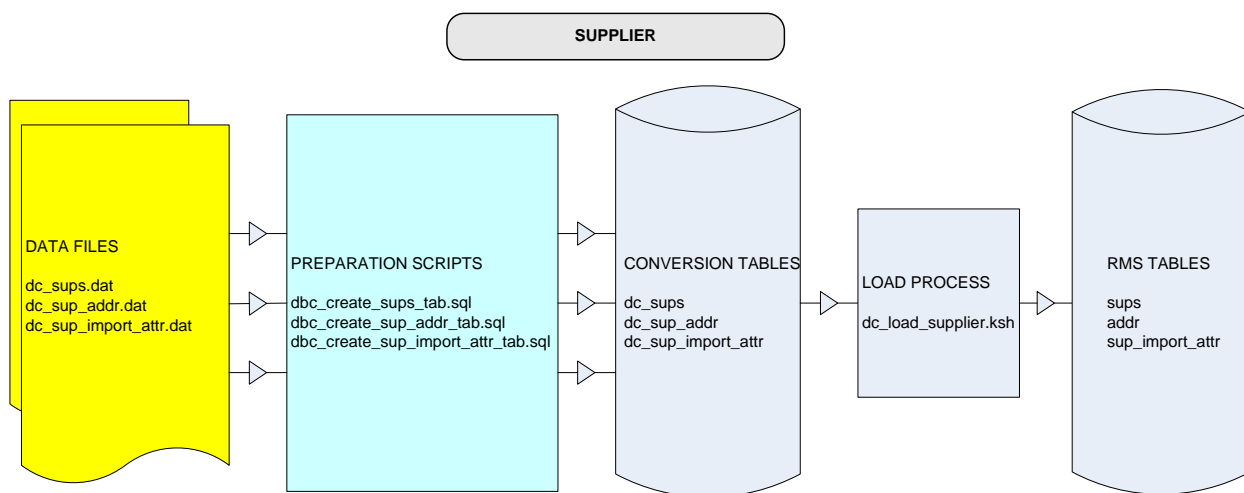 SUPPLIER
DATA FILES
dc_sups.dat
dc_sup_addr.dat
dc_sup_import_attr.dat
PREPARATION SCRIPTS
dbc_create_sups_tab.sql
dbc_create_sup_addr_tab.sql
dbc_create_sup_import_attr_tab.sql
CONVERSION TABLES
dc_sups
dc_sup_addr
dc_sup_import_attr
LOAD PROCESS
dc_load_supplier.ksh
RMS TABLES
sups
addr
sup_import_attr